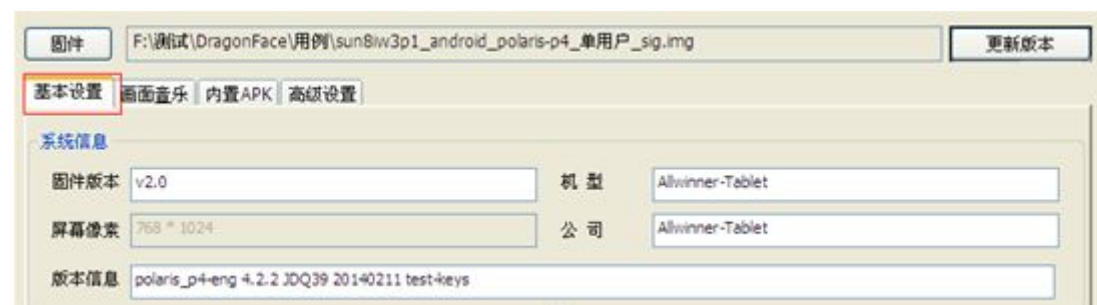 固件 F:\测试\DragonFace\用例\sun8iw3p1_android_polaris-p4_单用户_sig.img 更新版本
基本设置 画面音乐 内置APK 高级设置
系统信息
固件版本 v2.0 机 型 Allwinner-Tablet
屏幕像素 768 * 1024 公 司 Allwinner-Tablet
版本信息 polaris_p4-eng 4.2.2 JDQ39 20140211 test-keys